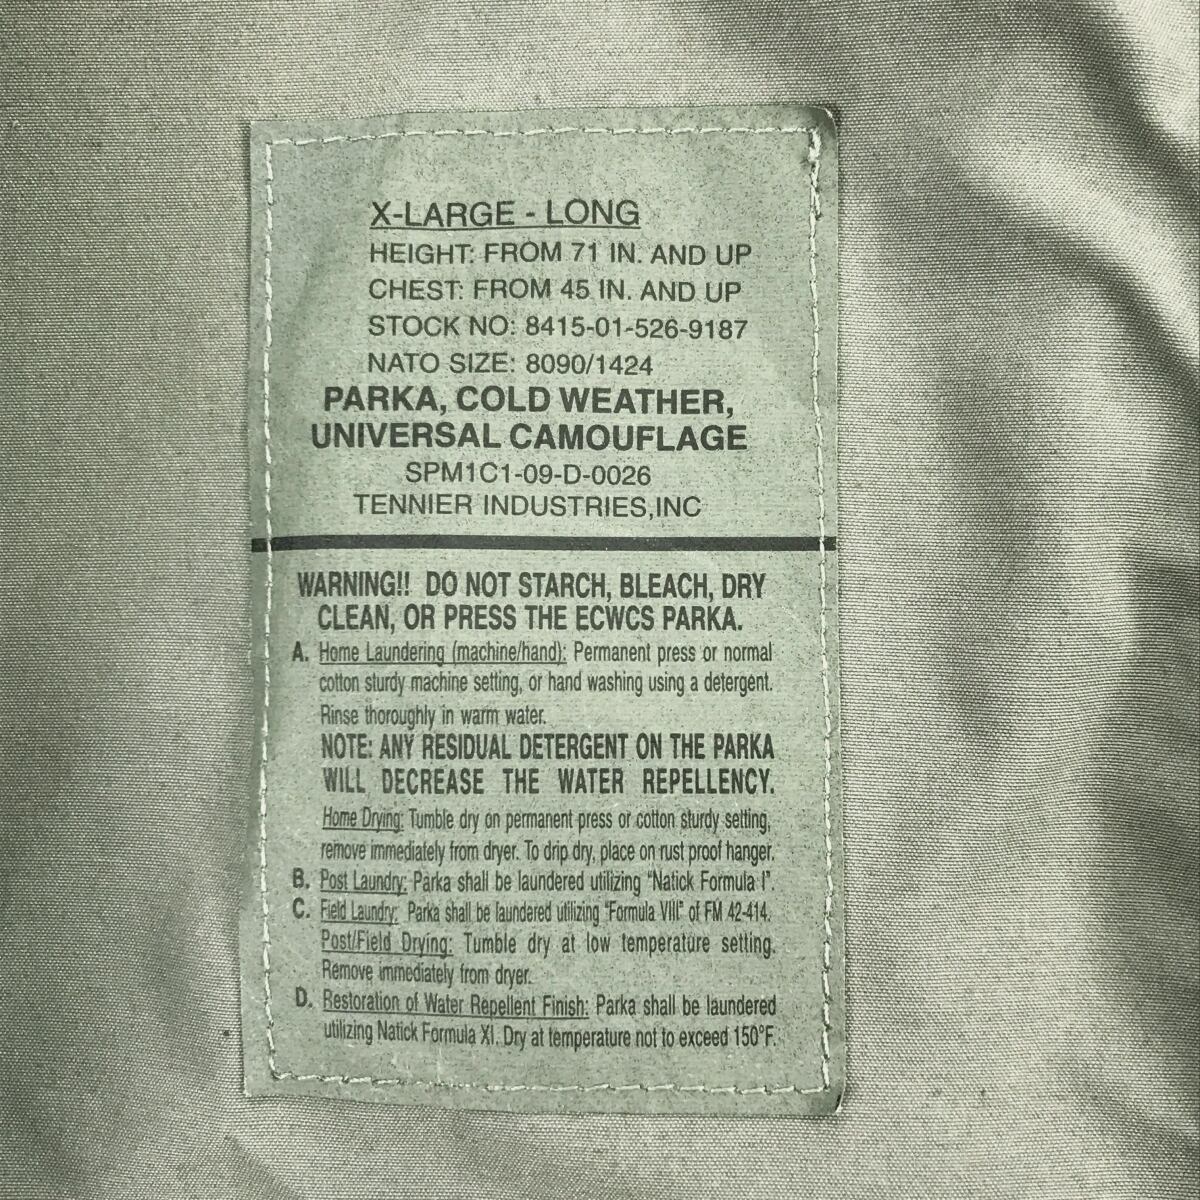 X-LARGE - LONG
HEIGHT: FROM 71 IN. AND UP
CHEST: FROM 45 IN. AND UP
STOCK NO: 8415-01-526-9187
NATO SIZE: 8090/1424
PARKA, COLD WEATHER,
UNIVERSAL CAMOUFLAGE
SPM1C1-09-D-0026
TENNIER INDUSTRIES,INC
WARNING!! DO NOT STARCH, BLEACH, DRY
CLEAN, OR PRESS THE ECWCS PARKA.
A. Home Laundering (machine/hand): Permanent press or normal
cotton sturdy machine setting, or hand washing using a detergent.
Rinse thoroughly in warm water.
NOTE: ANY RESIDUAL DETERGENT ON THE PARKA
WILL DECREASE THE WATER REPELLENCY.
Home Drying: Tumble dry on permanent press or cotton sturdy setting,
remove immediately from dryer. To drip dry, place on rust proof hanger.
B. Post Laundry: Parka shall be laundered utilizing "Natick Formula I".
C. Field Laundry: Parka shall be laundered utilizing "Formula VIII" of FM 42-414.
Post/Field Drying: Tumble dry at low temperature setting.
Remove immediately from dryer.
D. Restoration of Water Repellent Finish: Parka shall be laundered
utilizing Natick Formula XI. Dry at temperature not to exceed 150°F.